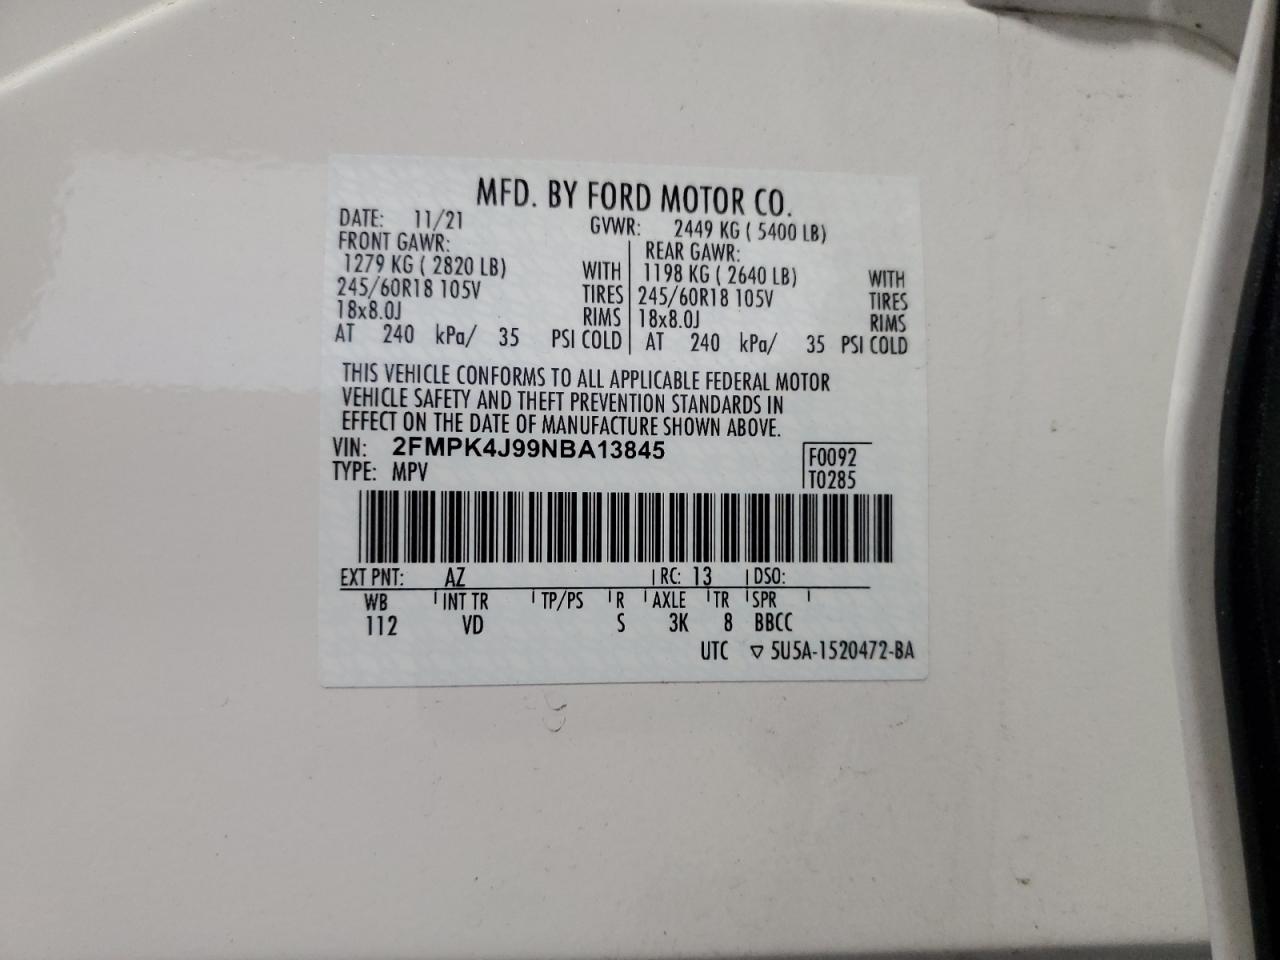 MFD. BY FORD MOTOR CO.
DATE: 11/21 GVWR: 2449 KG ( 5400 LB)
FRONT GAWR: REAR GAWR:
1279 KG ( 2820 LB) WITH 1198 KG ( 2640 LB) WITH
245/60R18 105V TIRES 245/60R18 105V TIRES
18x8.0J RIMS 18x8.0J RIMS
AT 240 kPa/ 35 PSI COLD AT 240 kPa/ 35 PSI COLD
THIS VEHICLE CONFORMS TO ALL APPLICABLE FEDERAL MOTOR
VEHICLE SAFETY AND THEFT PREVENTION STANDARDS IN
EFFECT ON THE DATE OF MANUFACTURE SHOWN ABOVE.
VIN: 2FMPK4J99NBA13845 F0092
TYPE: MPV T0285
EXT PNT: AZ RC: 13 DSO:
WB INT TR TP/PS R AXLE TR SPR
112 VD S 3K 8 BBCC
UTC ▽ 5U5A-1520472-BA